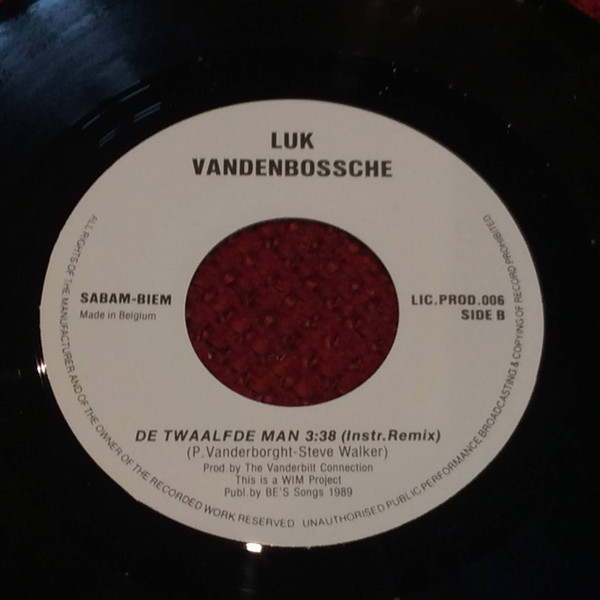 LUK
VANDENBOSSCHE
SABAM-BIEM
Made in Belgium
LIC.PROD.006
SIDE B
DE TWAALFDE MAN 3:38 (Instr.Remix)
(P.Vanderborght-Steve Walker)
Prod.by The Vanderbilt Connection
This is a WIM Project
Publ.by BE'S Songs 1989
ALL RIGHTS OF THE MANUFACTURER AND OF THE OWNER OF THE RECORDED WORK RESERVED UNAUTHORISED PUBLIC PERFORMANCE BROADCASTING & COPYING OF RECORD PROHIBITED